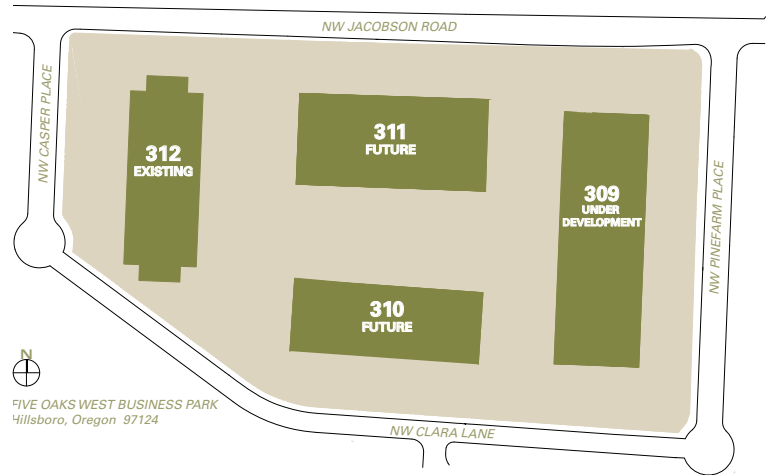 NW JACOBSON ROAD
NW CASPER PLACE
312
EXISTING
311
FUTURE
309
UNDER
DEVELOPMENT
NW PINEFARM PLACE
310
FUTURE
N
FIVE OAKS WEST BUSINESS PARK
Hillsboro, Oregon 97124
NW CLARA LANE